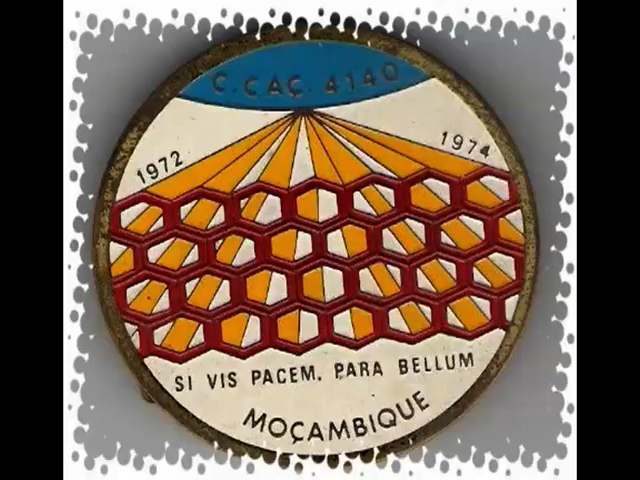 C.CAÇ. 4140
1972
1974
SI VIS PACEM. PARA BELLUM
MOÇAMBIQUE